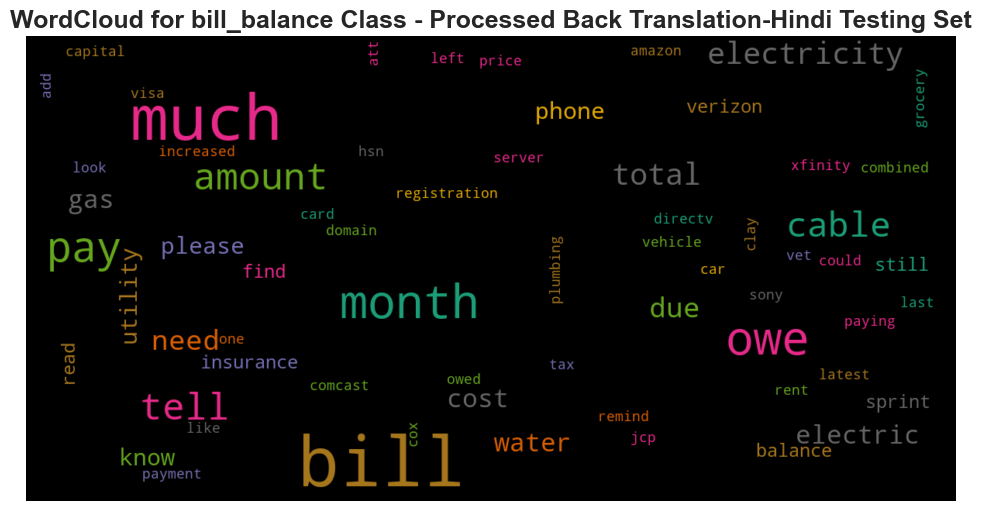 WordCloud for bill_balance Class - Processed Back Translation-Hindi Testing Set
capital
att
left
price
amazon
electricity
add
visa
much
phone
verizon
grocery
increased
hsn
server
look
amount
total
xfinity
combined
gas
registration
card
domain
directv
cable
pay
please
vehicle
clay
vet
could
still
find
plumbing
car
utility
month
sony
last
due
paying
need
one
owe
read
insurance
tax
latest
comcast
owed
rent
tell
cost
sprint
like
cox
remind
know
bill
water
jcp
electric
balance
payment